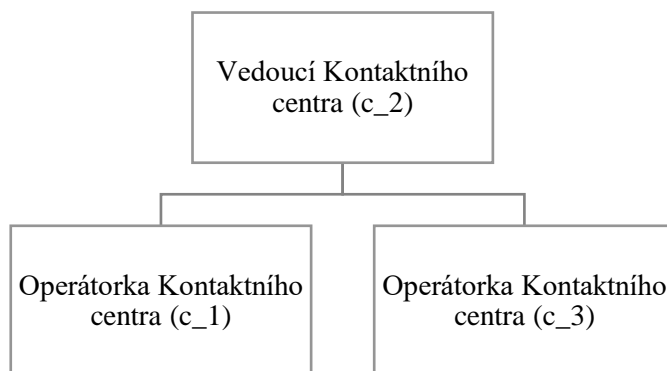 Vedoucí Kontaktního
centra (c_2)
Operátorka Kontaktního
centra (c_1)
Operátorka Kontaktního
centra (c_3)